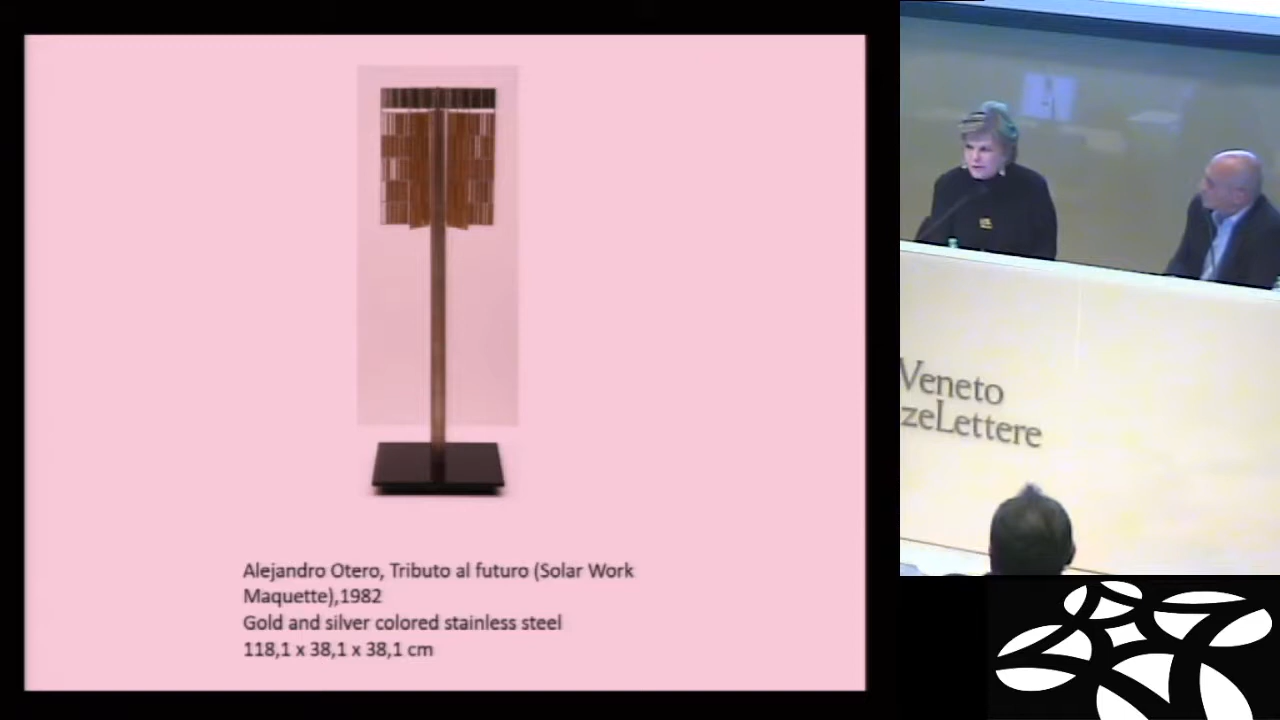 Alejandro Otero, Tributo al futuro (Solar Work
Maquette),1982
Gold and silver colored stainless steel
118,1 x 38,1 x 38,1 cm
Veneto
zeLettere